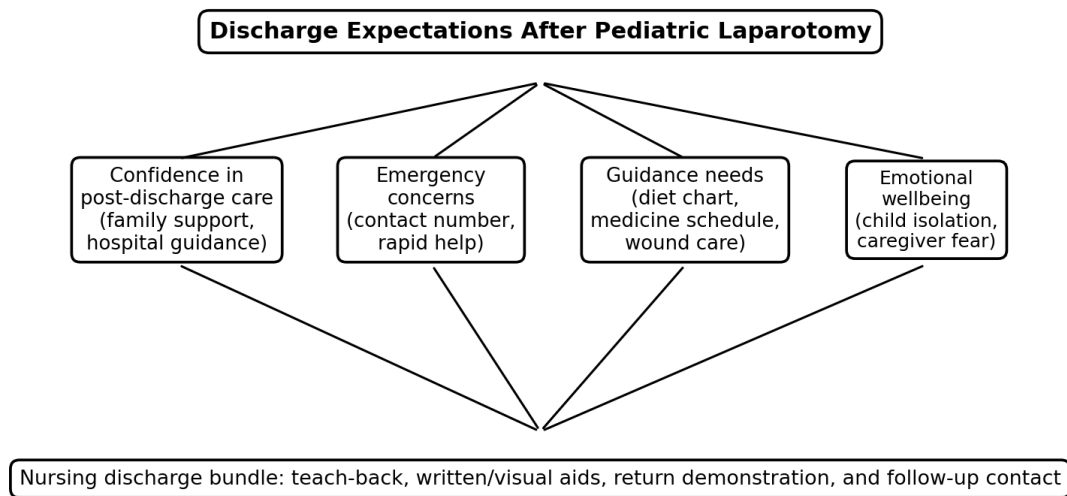 Discharge Expectations After Pediatric Laparotomy
Confidence in
post-discharge care
(family support,
hospital guidance)
Emergency
concerns
(contact number,
rapid help)
Guidance needs
(diet chart,
medicine schedule,
wound care)
Emotional
wellbeing
(child isolation,
caregiver fear)
Nursing discharge bundle: teach-back, written/visual aids, return demonstration, and follow-up contact